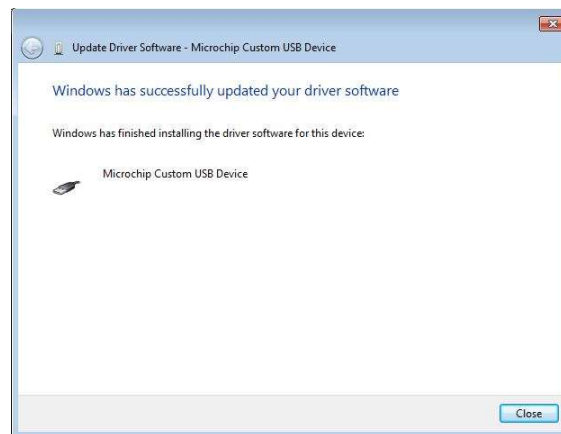 Update Driver Software - Microchip Custom USB Device
Windows has successfully updated your driver software
Windows has finished installing the driver software for this device:
Microchip Custom USB Device
Close